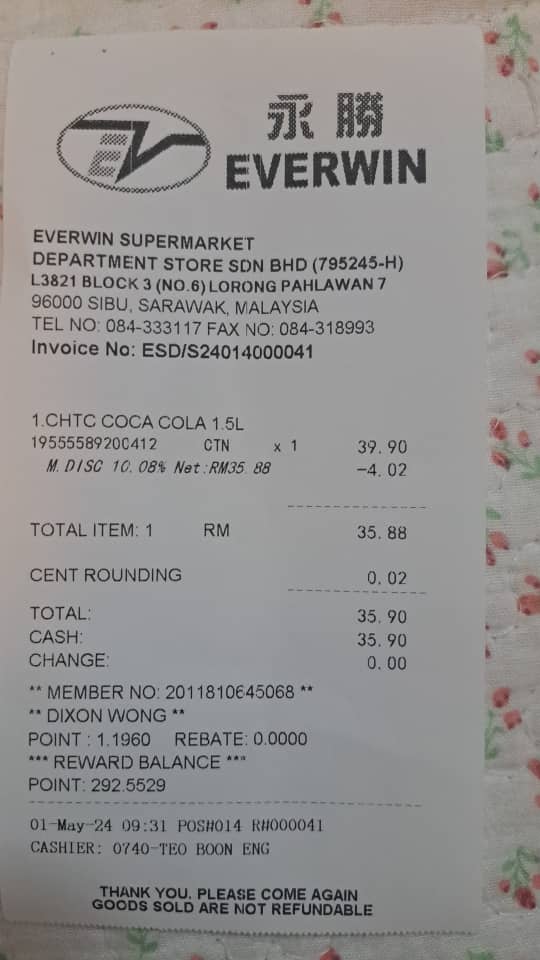 EV
永勝
EVERWIN
EVERWIN SUPERMARKET
DEPARTMENT STORE SDN BHD (795245-H)
L3821 BLOCK 3 (NO.6) LORONG PAHLAWAN 7
96000 SIBU, SARAWAK, MALAYSIA
TEL NO: 084-333117 FAX NO: 084-318993
Invoice No: ESD/S24014000041
1.CHTC COCA COLA 1.5L
19555589200412 CTN x 1 39.90
M.DISC 10.08% Net:RM35.88 -4.02
TOTAL ITEM: 1 RM 35.88
CENT ROUNDING 0.02
TOTAL: 35.90
CASH: 35.90
CHANGE: 0.00
** MEMBER NO: 2011810645068 **
** DIXON WONG **
POINT : 1.1960 REBATE: 0.0000
*** REWARD BALANCE ***
POINT: 292.5529
01-May-24 09:31 POS#014 R#000041
CASHIER: 0740-TEO BOON ENG
THANK YOU. PLEASE COME AGAIN
GOODS SOLD ARE NOT REFUNDABLE